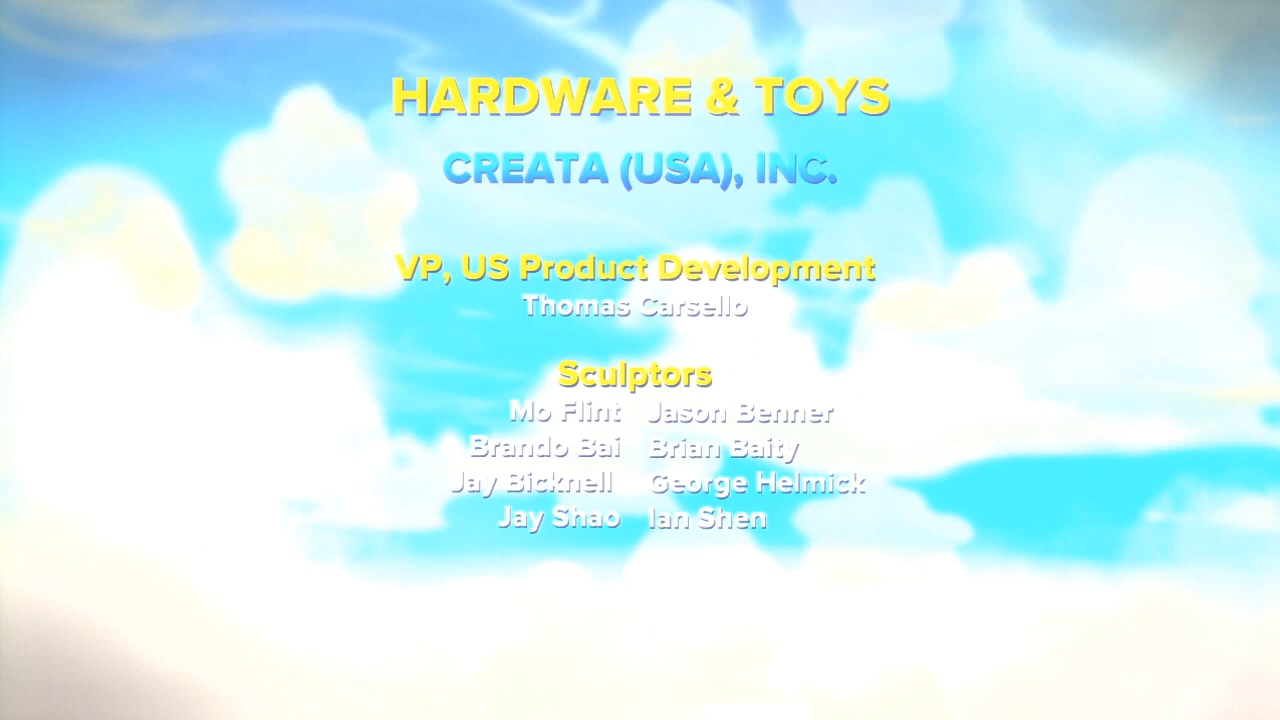 HARDWARE & TOYS
CREATA (USA), INC.
VP, US Product Development
Thomas Carsello
Sculptors
Mo Flint Jason Benner
Brando Bai Brian Baity
Jay Bicknell George Helmick
Jay Shao Ian Shen